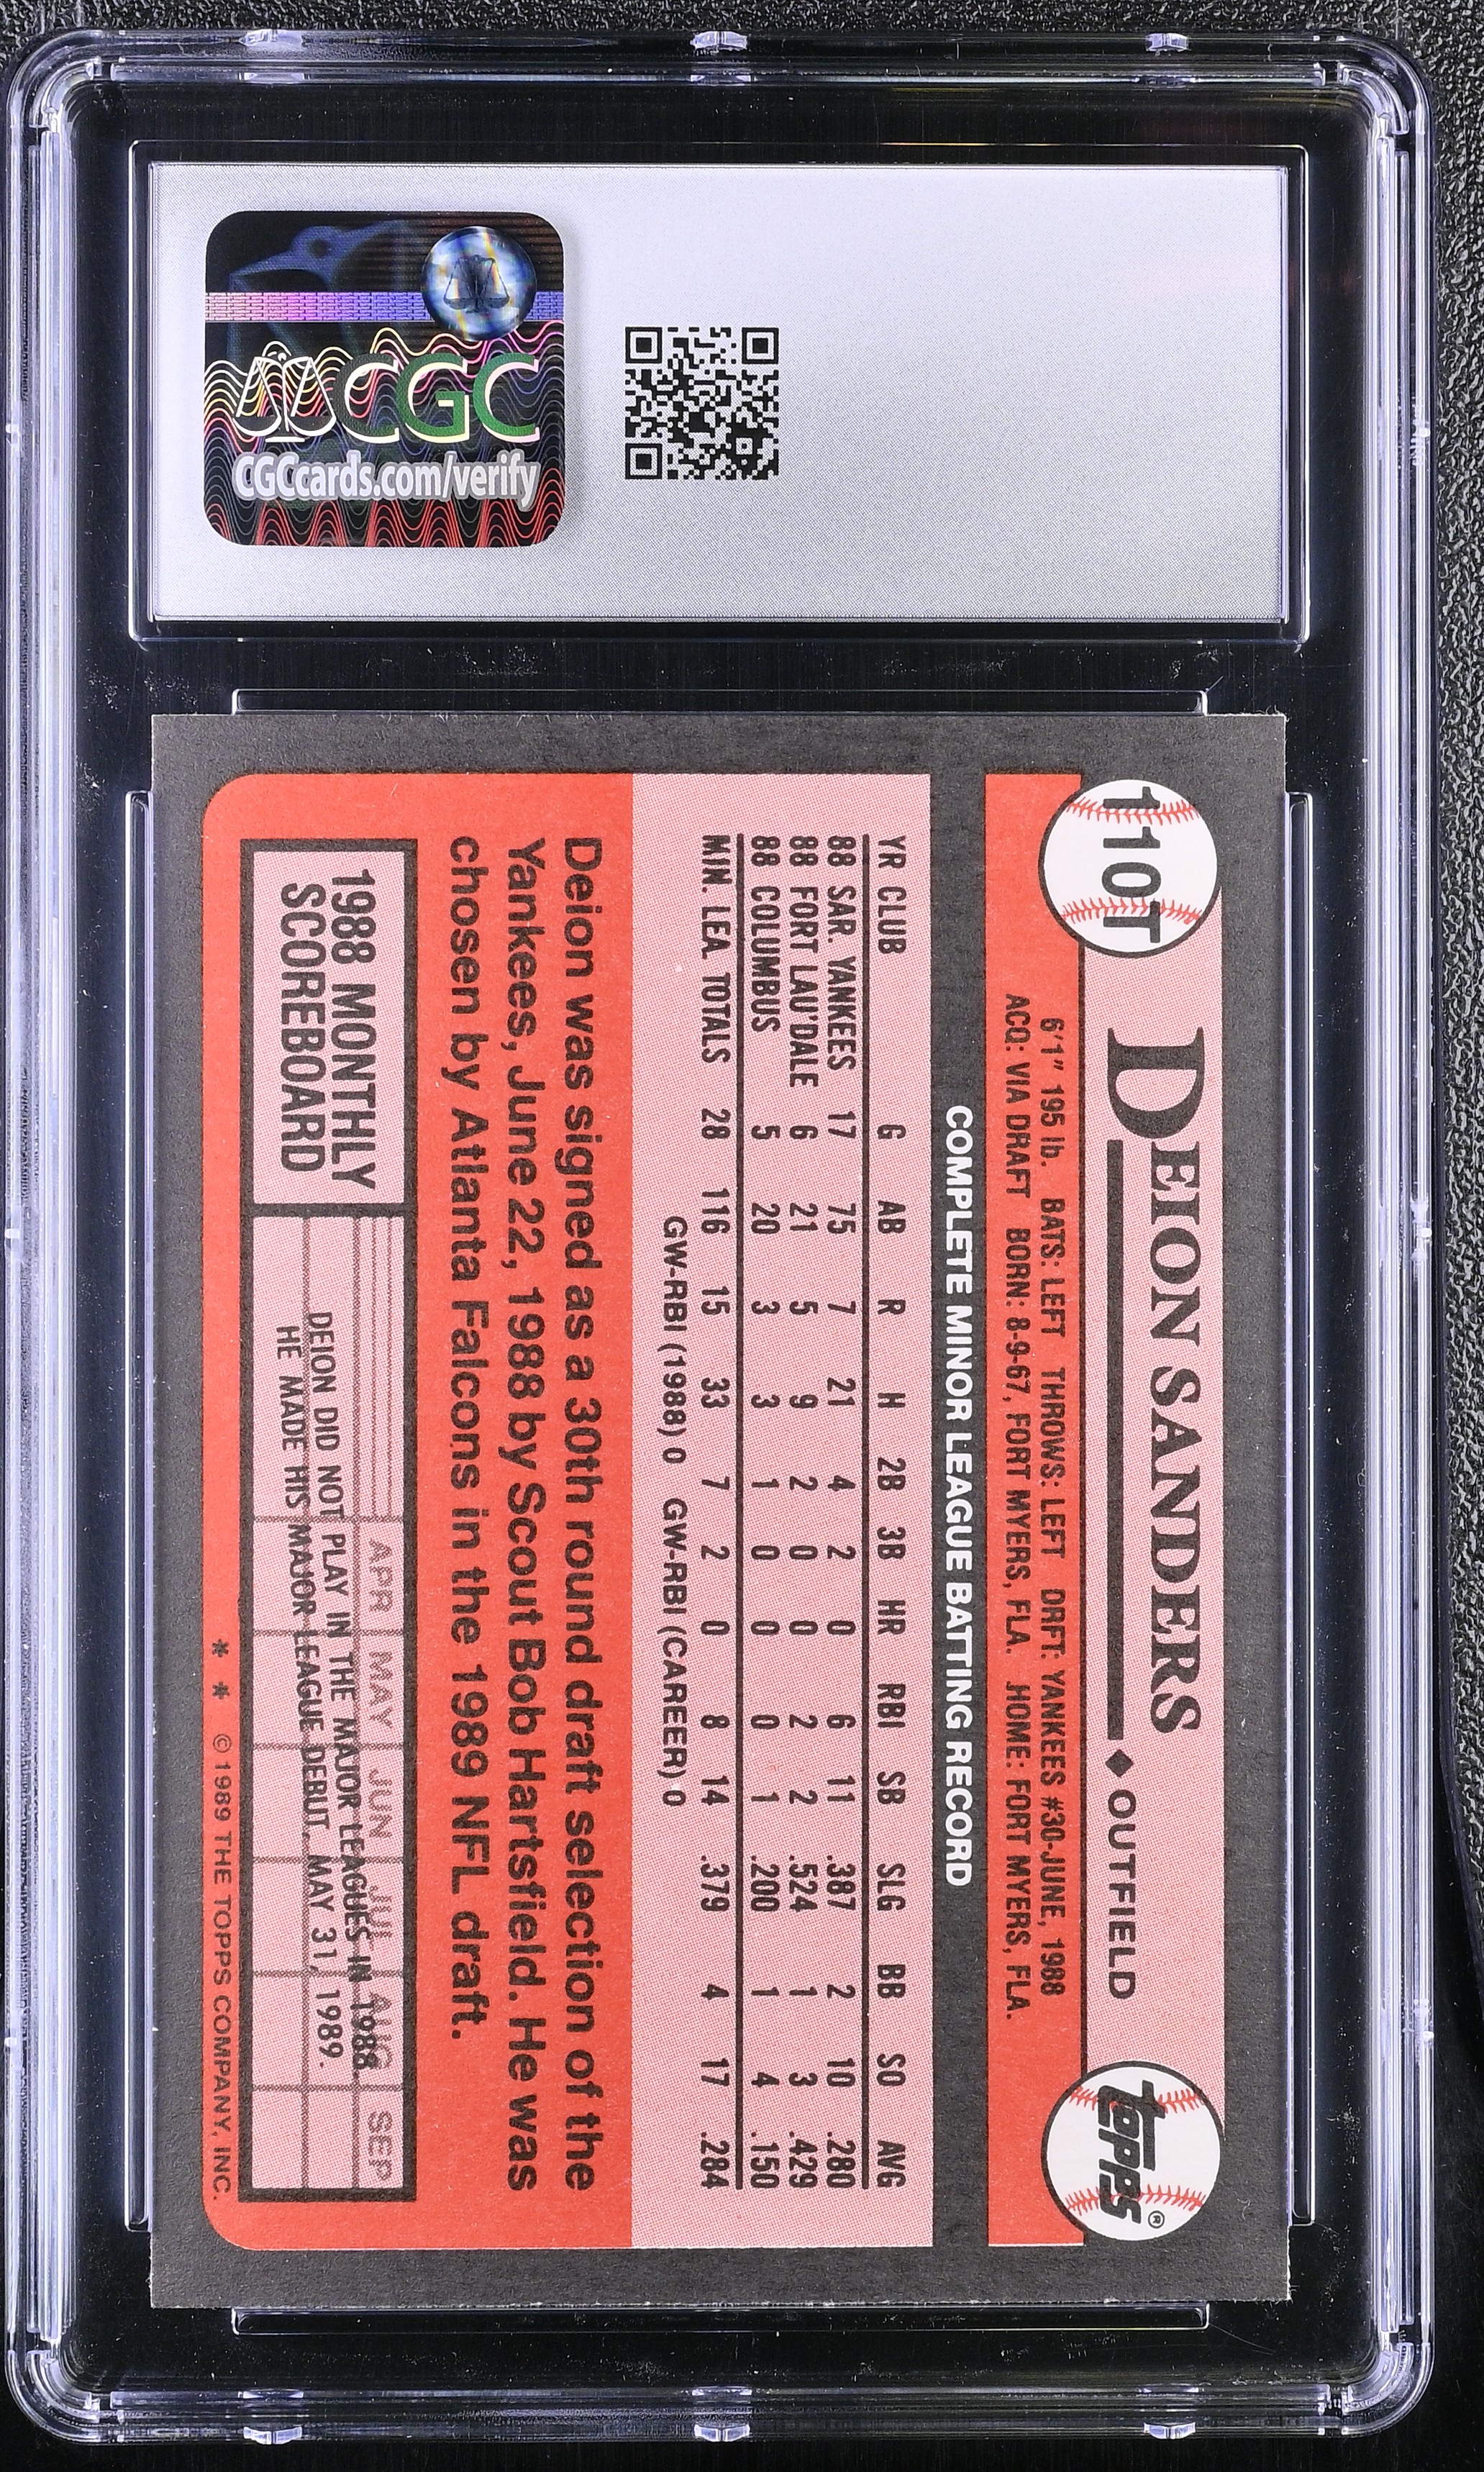 CGC
CGCcards.com/verify
110T
DEION SANDERS
◆OUTFIELD
topps®
6'1" 195 lb. BATS: LEFT THROWS: LEFT DRFT: YANKEES #30-JUNE, 1988
ACQ: VIA DRAFT BORN: 8-9-67, FORT MYERS, FLA. HOME: FORT MYERS, FLA.
COMPLETE MINOR LEAGUE BATTING RECORD
YR CLUB G AB R H 2B 3B HR RBI SB SLG BB SO AVG
88 SAR. YANKEES 17 75 7 21 4 2 0 6 11 .387 2 10 .280
88 FORT LAU'DALE 6 21 5 9 2 0 0 2 2 .524 1 3 .429
88 COLUMBUS 5 20 3 3 1 0 0 0 1 .200 1 4 .150
MIN. LEA. TOTALS 28 116 15 33 7 2 0 8 14 .379 4 17 .284
GW-RBI (1988) 0 GW-RBI (CAREER) 0
Deion was signed as a 30th round draft selection of the
Yankees, June 22, 1988 by Scout Bob Hartsfield. He was
chosen by Atlanta Falcons in the 1989 NFL draft.
1988 MONTHLY
SCOREBOARD
APR MAY JUN JUL AUG SEP
DEION DID NOT PLAY IN THE MAJOR LEAGUES IN 1988.
HE MADE HIS MAJOR LEAGUE DEBUT, MAY 31, 1989.
* * © 1989 THE TOPPS COMPANY, INC.